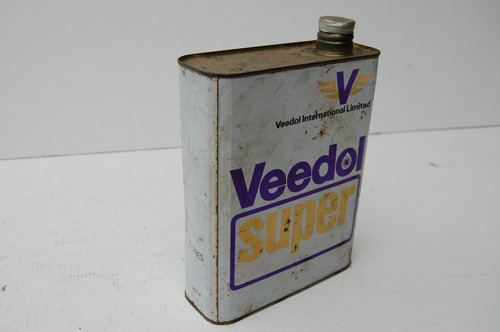 V
Veedol International Limited
Veedol
super